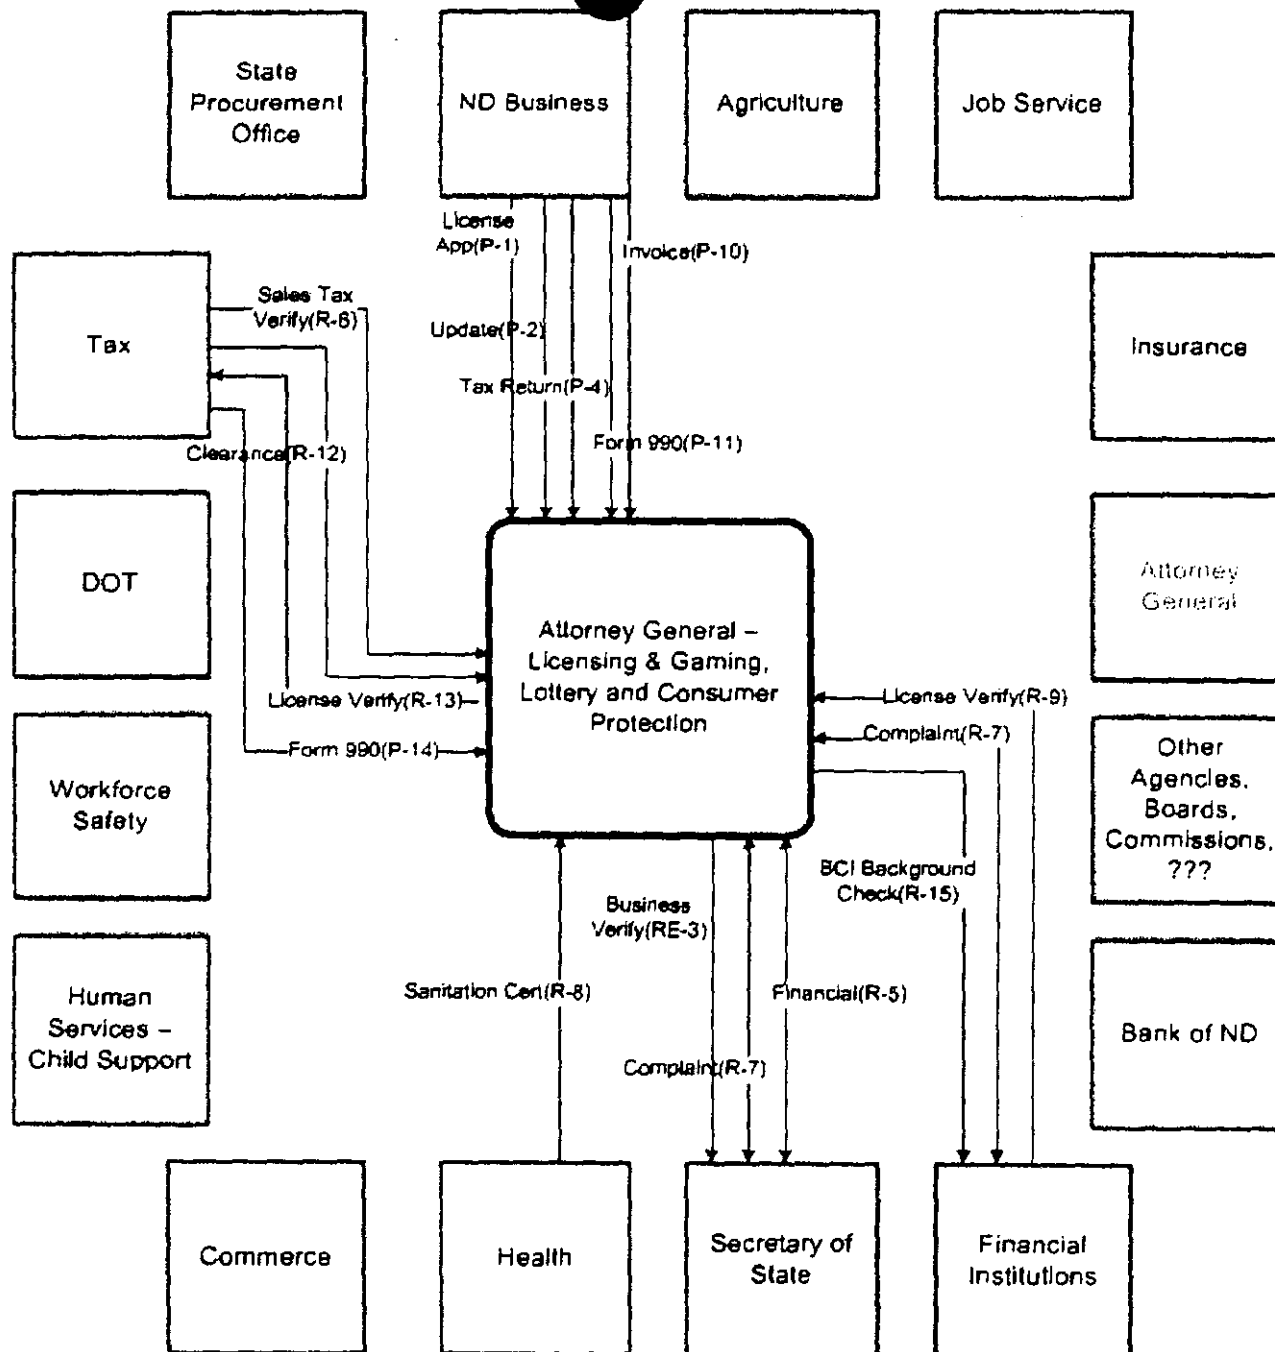 State
Procurement
Office
ND Business
Agriculture
Job Service
License
App(P-1)
Invoice(P-10)
Sales Tax
Verify(R-6)
Update(P-2)
Tax
Insurance
Tax Return(P-4)
Form 990(P-11)
Clearance(R-12)
DOT
Attorney
General
Attorney General –
Licensing & Gaming,
Lottery and Consumer
Protection
License Verify(R-13)
License Verify(R-9)
Complaint(R-7)
Form 990(P-14)
Workforce
Safety
Other
Agencies,
Boards,
Commissions,
???
BCI Background
Check(R-15)
Business
Verify(RE-3)
Sanitation Cert(R-8)
Financial(R-5)
Human
Services –
Child Support
Bank of ND
Complaint(R-7)
Commerce
Health
Secretary of
State
Financial
Institutions